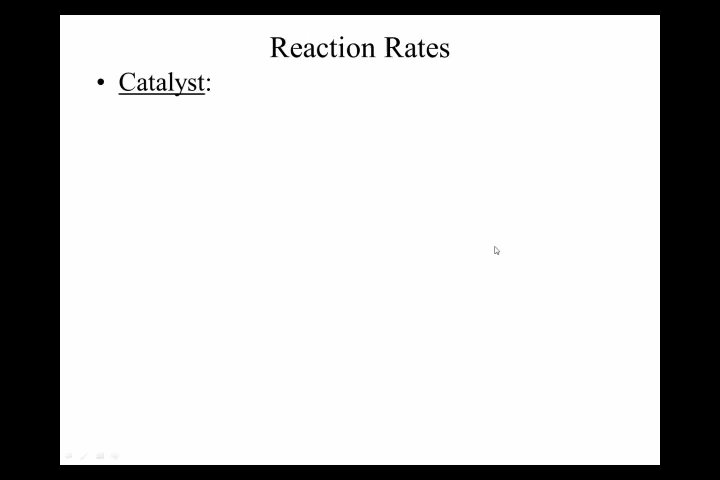 Reaction Rates
• Catalyst: